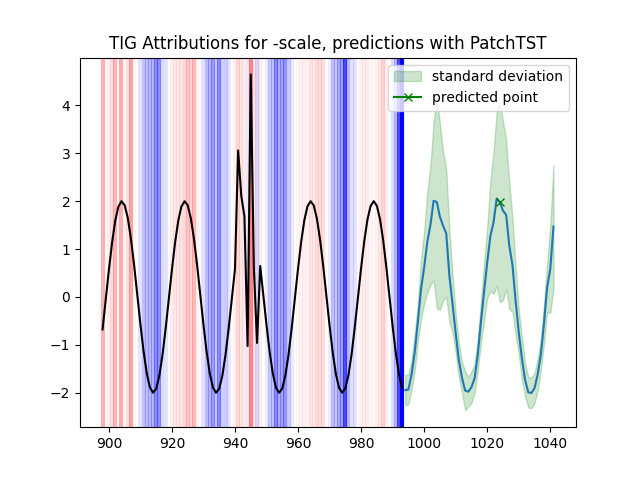 TIG Attributions for -scale, predictions with PatchTST
standard deviation
predicted point
4
3
2
1
0
−1
−2
900 920 940 960 980 1000 1020 1040